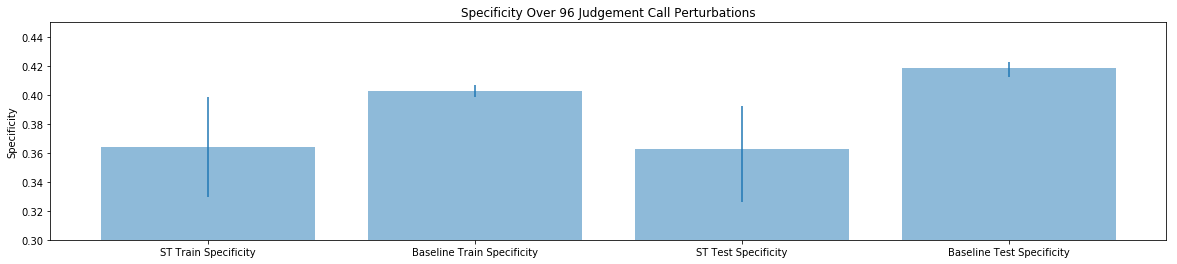 Specificity Over 96 Judgement Call Perturbations
Specificity
0.44
0.42
0.40
0.38
0.36
0.34
0.32
0.30
ST Train Specificity
Baseline Train Specificity
ST Test Specificity
Baseline Test Specificity